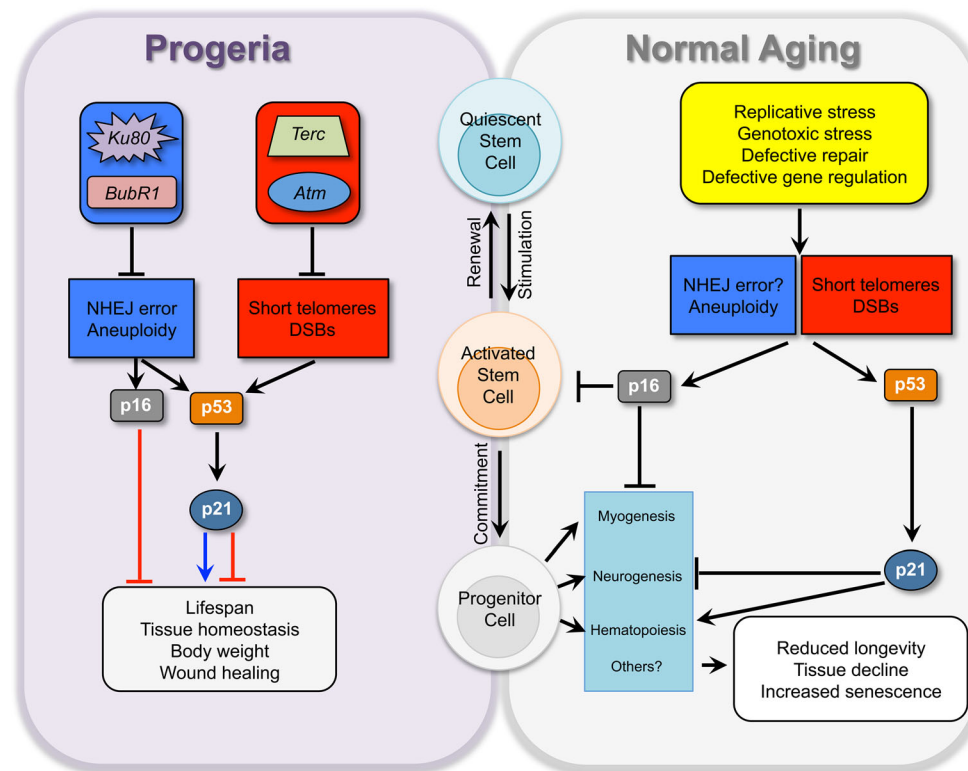 Progeria
Ku80
BubR1
Terc
Atm
NHEJ error
Aneuploidy
Short telomeres
DSBs
p16
p53
p21
Lifespan
Tissue homeostasis
Body weight
Wound healing
Quiescent
Stem
Cell
Renewal
Stimulation
Activated
Stem
Cell
Commitment
Progenitor
Cell
Normal Aging
Replicative stress
Genotoxic stress
Defective repair
Defective gene regulation
NHEJ error?
Aneuploidy
Short telomeres
DSBs
p16
p53
Myogenesis
Neurogenesis
Hematopoiesis
Others?
p21
Reduced longevity
Tissue decline
Increased senescence